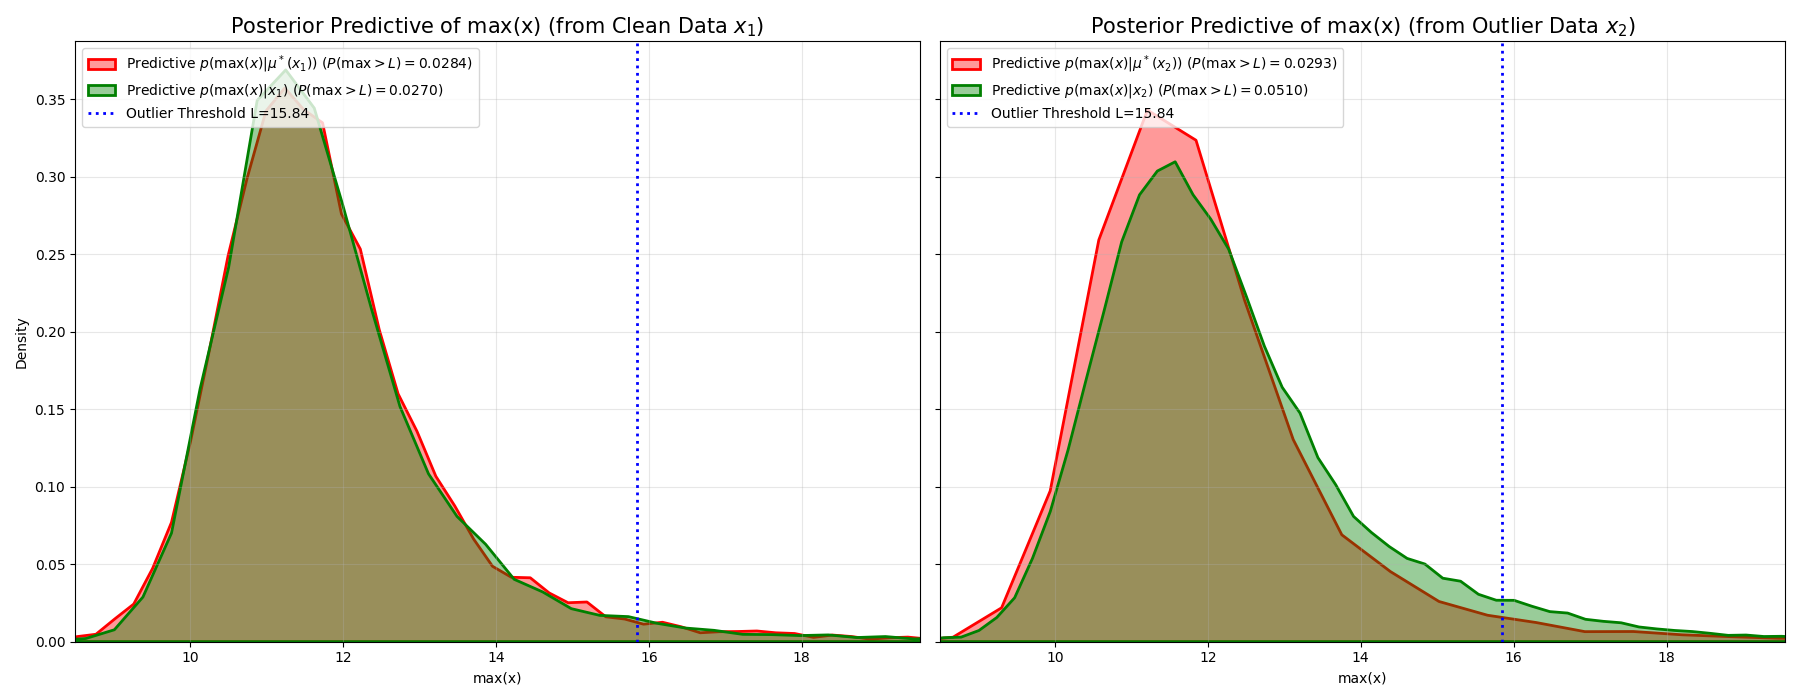 Posterior Predictive of max(x) (from Clean Data x₁)
Predictive p(max(x)|μ*(x₁)) (P(max > L) = 0.0284)
Predictive p(max(x)|x₁) (P(max > L) = 0.0270)
Outlier Threshold L=15.84
Density
0.35
0.30
0.25
0.20
0.15
0.10
0.05
0.00
10 12 14 16 18
max(x)
Posterior Predictive of max(x) (from Outlier Data x₂)
Predictive p(max(x)|μ*(x₂)) (P(max > L) = 0.0293)
Predictive p(max(x)|x₂) (P(max > L) = 0.0510)
Outlier Threshold L=15.84
10 12 14 16 18
max(x)